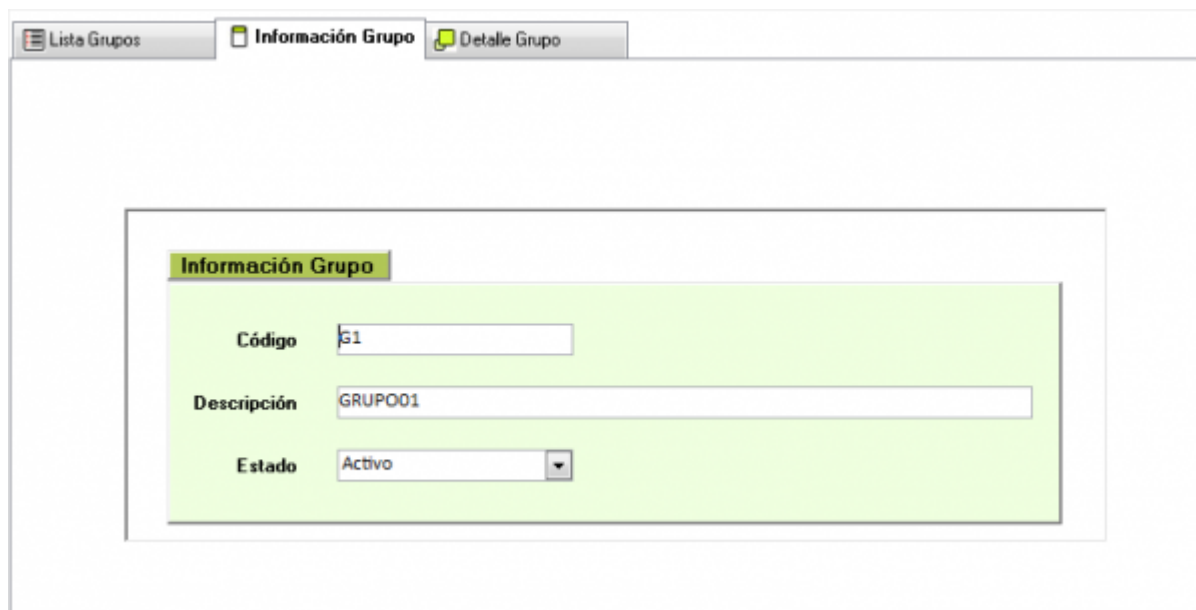 Lista Grupos
Información Grupo
Detalle Grupo
Información Grupo
Código
G1
Descripción
GRUPO01
Estado
Activo